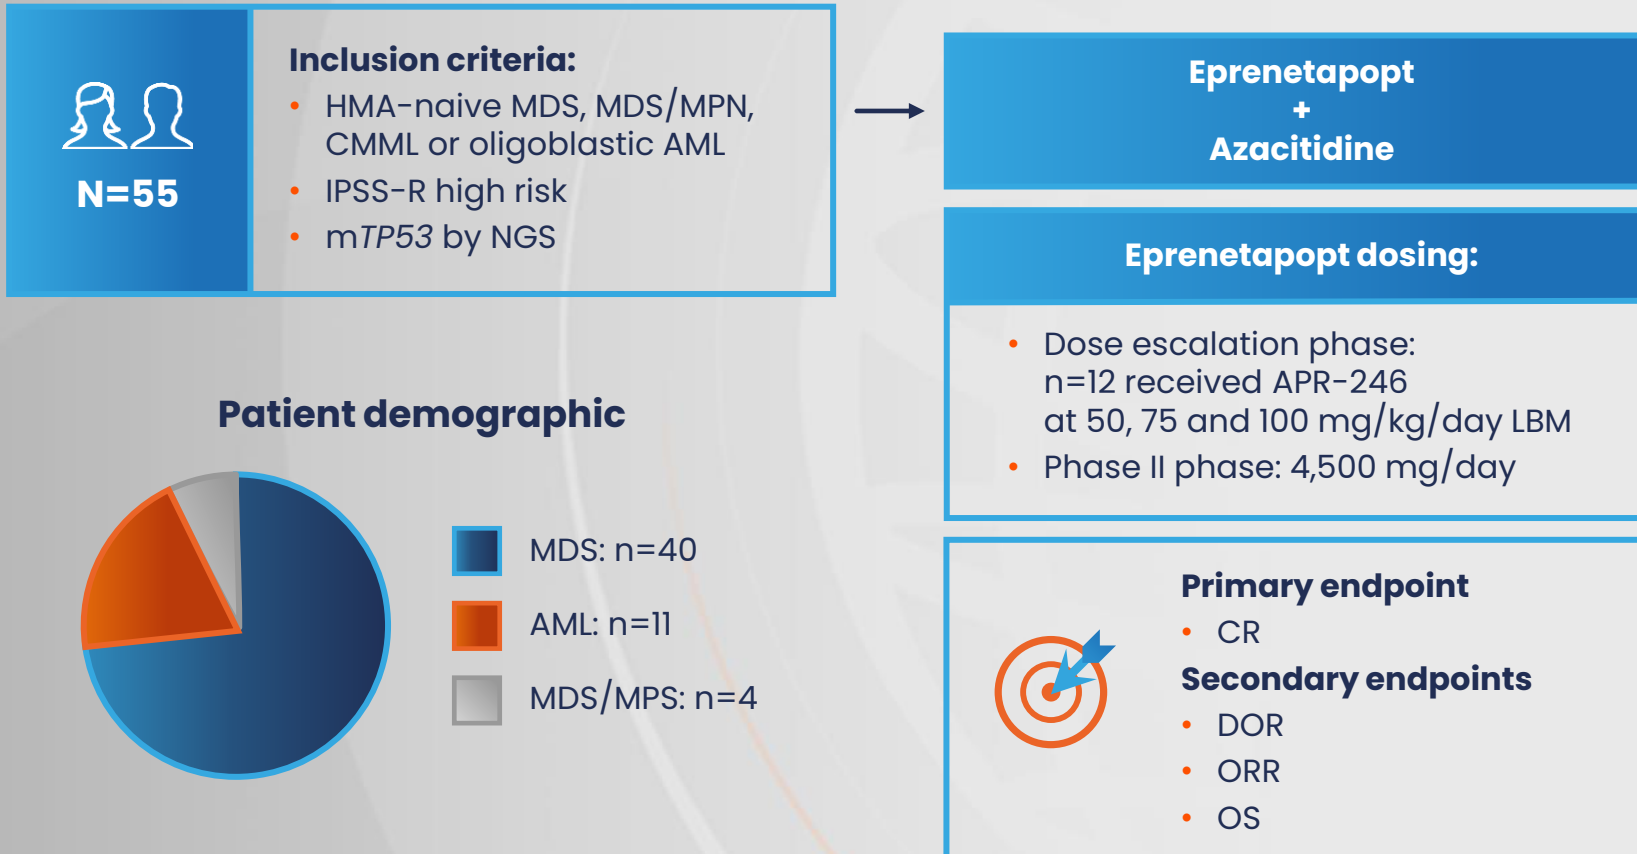 N=55
Inclusion criteria:
• HMA-naive MDS, MDS/MPN,
CMML or oligoblastic AML
• IPSS-R high risk
• mTP53 by NGS
Patient demographic
MDS: n=40
AML: n=11
MDS/MPS: n=4
Eprenetapopt
+
Azacitidine
Eprenetapopt dosing:
• Dose escalation phase:
n=12 received APR-246
at 50, 75 and 100 mg/kg/day LBM
• Phase II phase: 4,500 mg/day
Primary endpoint
• CR
Secondary endpoints
• DOR
• ORR
• OS